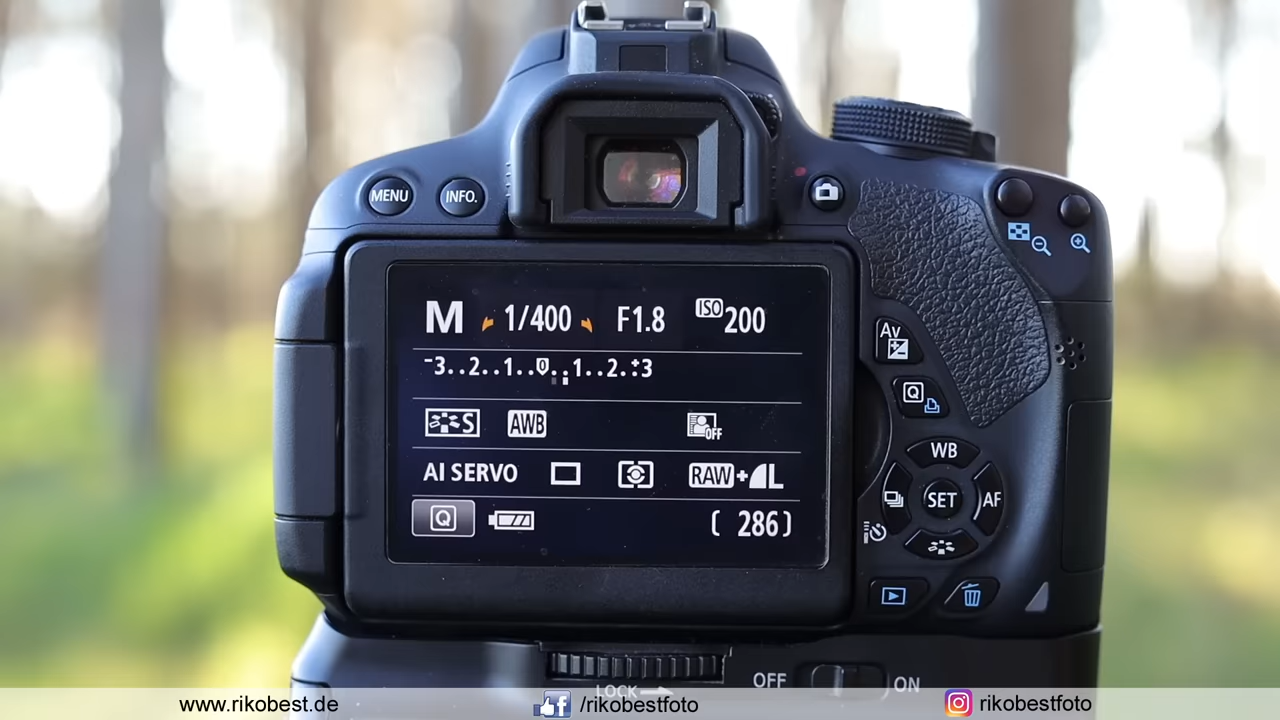 MENU
INFO.
M 1/400 F1.8 ISO 200
-3..2..1..0..1..2..+3
S AWB OFF
AI SERVO RAW+L
Q [ 286]
Av
Q
WB
SET
AF
LOCK
OFF
ON
www.rikobest.de
/rikobestfoto
rikobestfoto